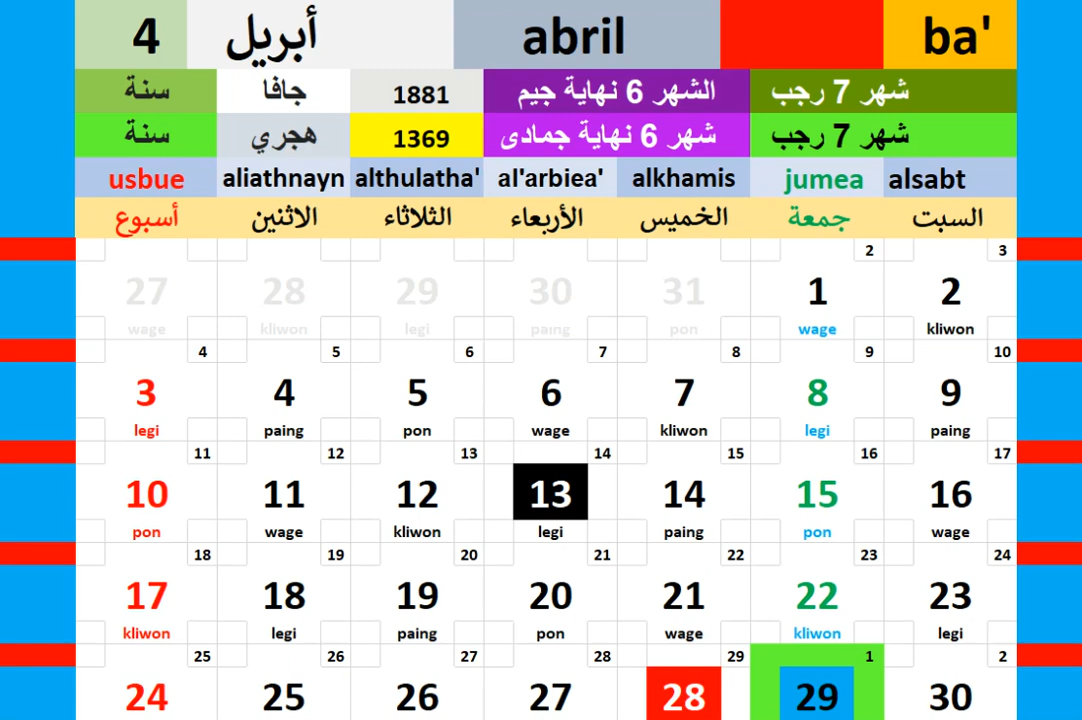 4 أبريل abril ba'
سنة جافا 1881 الشهر 6 نهاية جيم شهر 7 رجب
سنة هجري 1369 شهر 6 نهاية جمادى شهر 7 رجب
usbue aliathnayn althulatha' al'arbiea' alkhamis jumea alsabt
أسبوع الاثنين الثلاثاء الأربعاء الخميس جمعة السبت
2 3
27 28 29 30 31 1 2
wage kliwon legi paing pon wage kliwon
4 5 6 7 8 9 10
3 4 5 6 7 8 9
legi paing pon wage kliwon legi paing
11 12 13 14 15 16 17
10 11 12 13 14 15 16
pon wage kliwon legi paing pon wage
18 19 20 21 22 23 24
17 18 19 20 21 22 23
kliwon legi paing pon wage kliwon legi
25 26 27 28 29 1 2
24 25 26 27 28 29 30